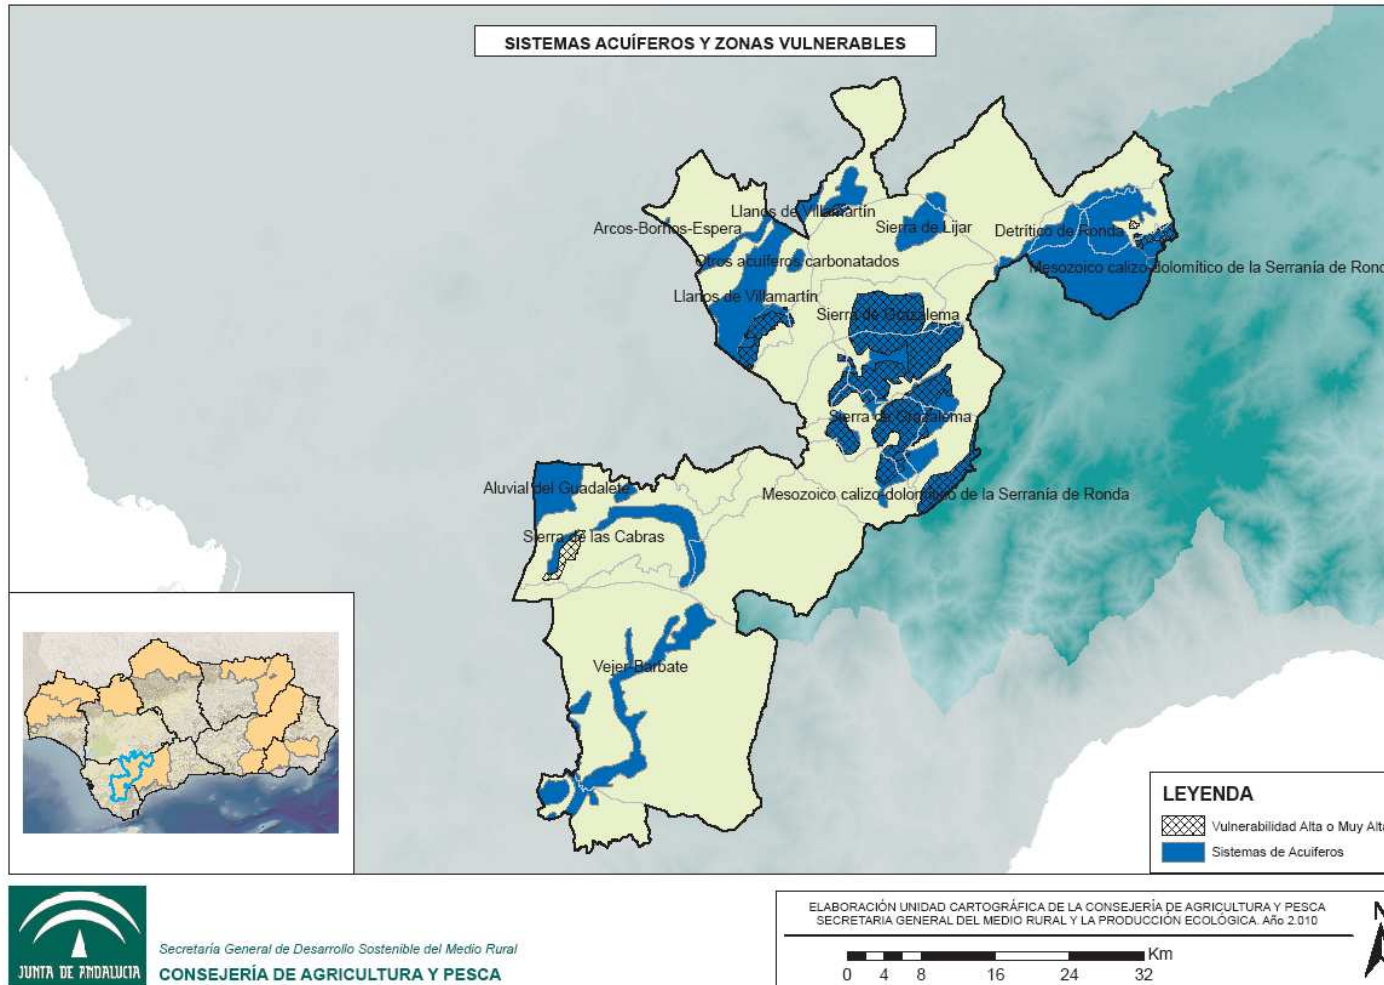 SISTEMAS ACUÍFEROS Y ZONAS VULNERABLES
Llanos de Villamartín
Arcos-Bornos-Espera
Sierra de Lijar
Detrítico de Ronda
Otros acuíferos carbonatados
Mesozoico calizo-dolomítico de la Serranía de Rond
Llanos de Villamartín
Sierra de Grazalema
Sierra de Grazalema
Aluvial del Guadalete
Mesozoico calizo-dolomítico de la Serranía de Ronda
Sierra de las Cabras
Vejer-Barbate
LEYENDA
Vulnerabilidad Alta o Muy Alta
Sistemas de Acuiferos
JUNTA DE ANDALUCIA
Secretaría General de Desarrollo Sostenible del Medio Rural
CONSEJERÍA DE AGRICULTURA Y PESCA
ELABORACIÓN UNIDAD CARTOGRÁFICA DE LA CONSEJERÍA DE AGRICULTURA Y PESCA
SECRETARIA GENERAL DEL MEDIO RURAL Y LA PRODUCCIÓN ECOLÓGICA. Año 2.010
Km
0 4 8 16 24 32
N